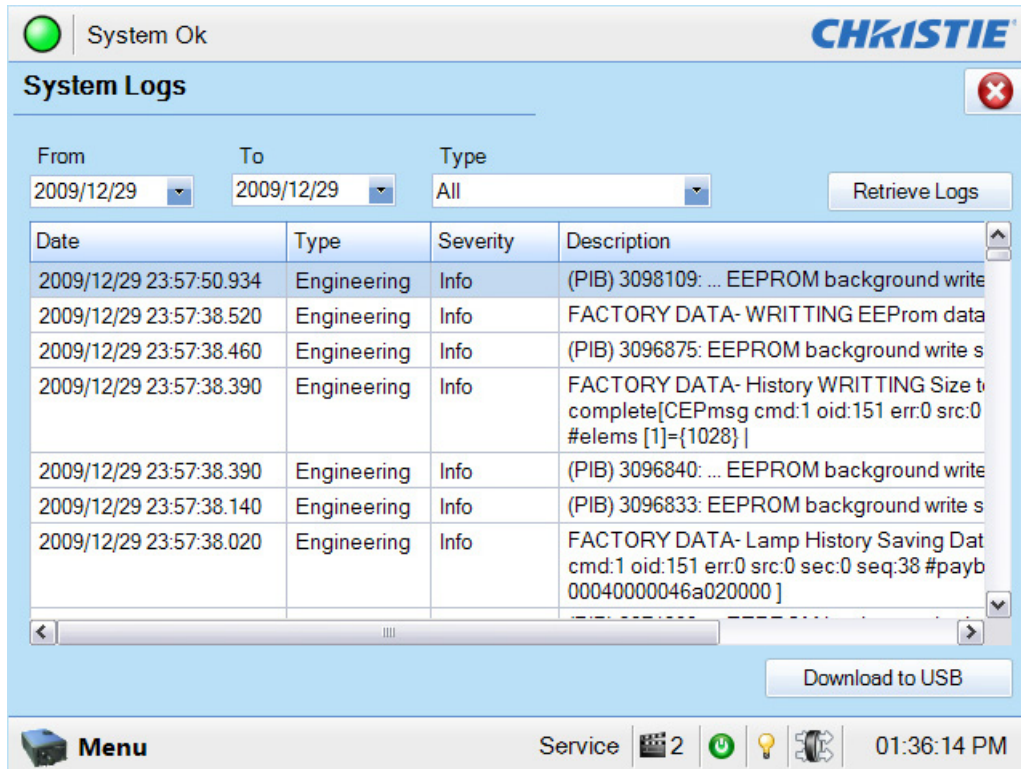 System Ok
CHRISTIE
System Logs
From To Type
2009/12/29 2009/12/29 All Retrieve Logs
Date Type Severity Description
2009/12/29 23:57:50.934 Engineering Info (PIB) 3098109: ... EEPROM background write
2009/12/29 23:57:38.520 Engineering Info FACTORY DATA- WRITTING EEProm data
2009/12/29 23:57:38.460 Engineering Info (PIB) 3096875: EEPROM background write s
2009/12/29 23:57:38.390 Engineering Info FACTORY DATA- History WRITTING Size t
complete[CEPmsg cmd:1 oid:151 err:0 src:0
#elems [1]={1028} |
2009/12/29 23:57:38.390 Engineering Info (PIB) 3096840: ... EEPROM background write
2009/12/29 23:57:38.140 Engineering Info (PIB) 3096833: EEPROM background write s
2009/12/29 23:57:38.020 Engineering Info FACTORY DATA- Lamp History Saving Dat
cmd:1 oid:151 err:0 src:0 sec:0 seq:38 #payb
00040000046a020000 ]
Download to USB
Menu Service 2 01:36:14 PM